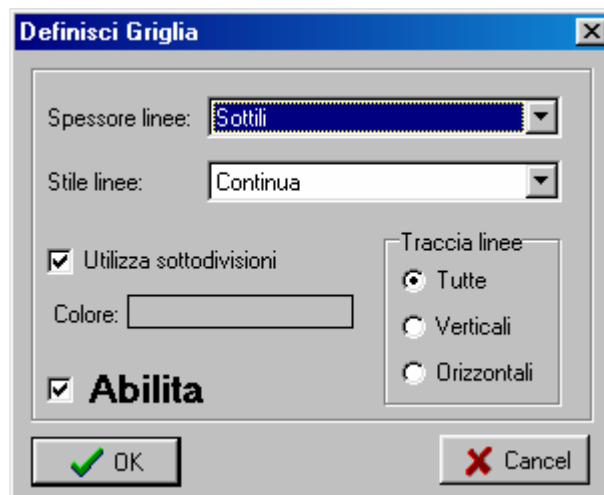 Definisci Griglia
Spessore linee: Sottili
Stile linee: Continua
Utilizza sottodivisioni
Colore:
Abilita
Traccia linee
Tutte
Verticali
Orizzontali
OK
Cancel